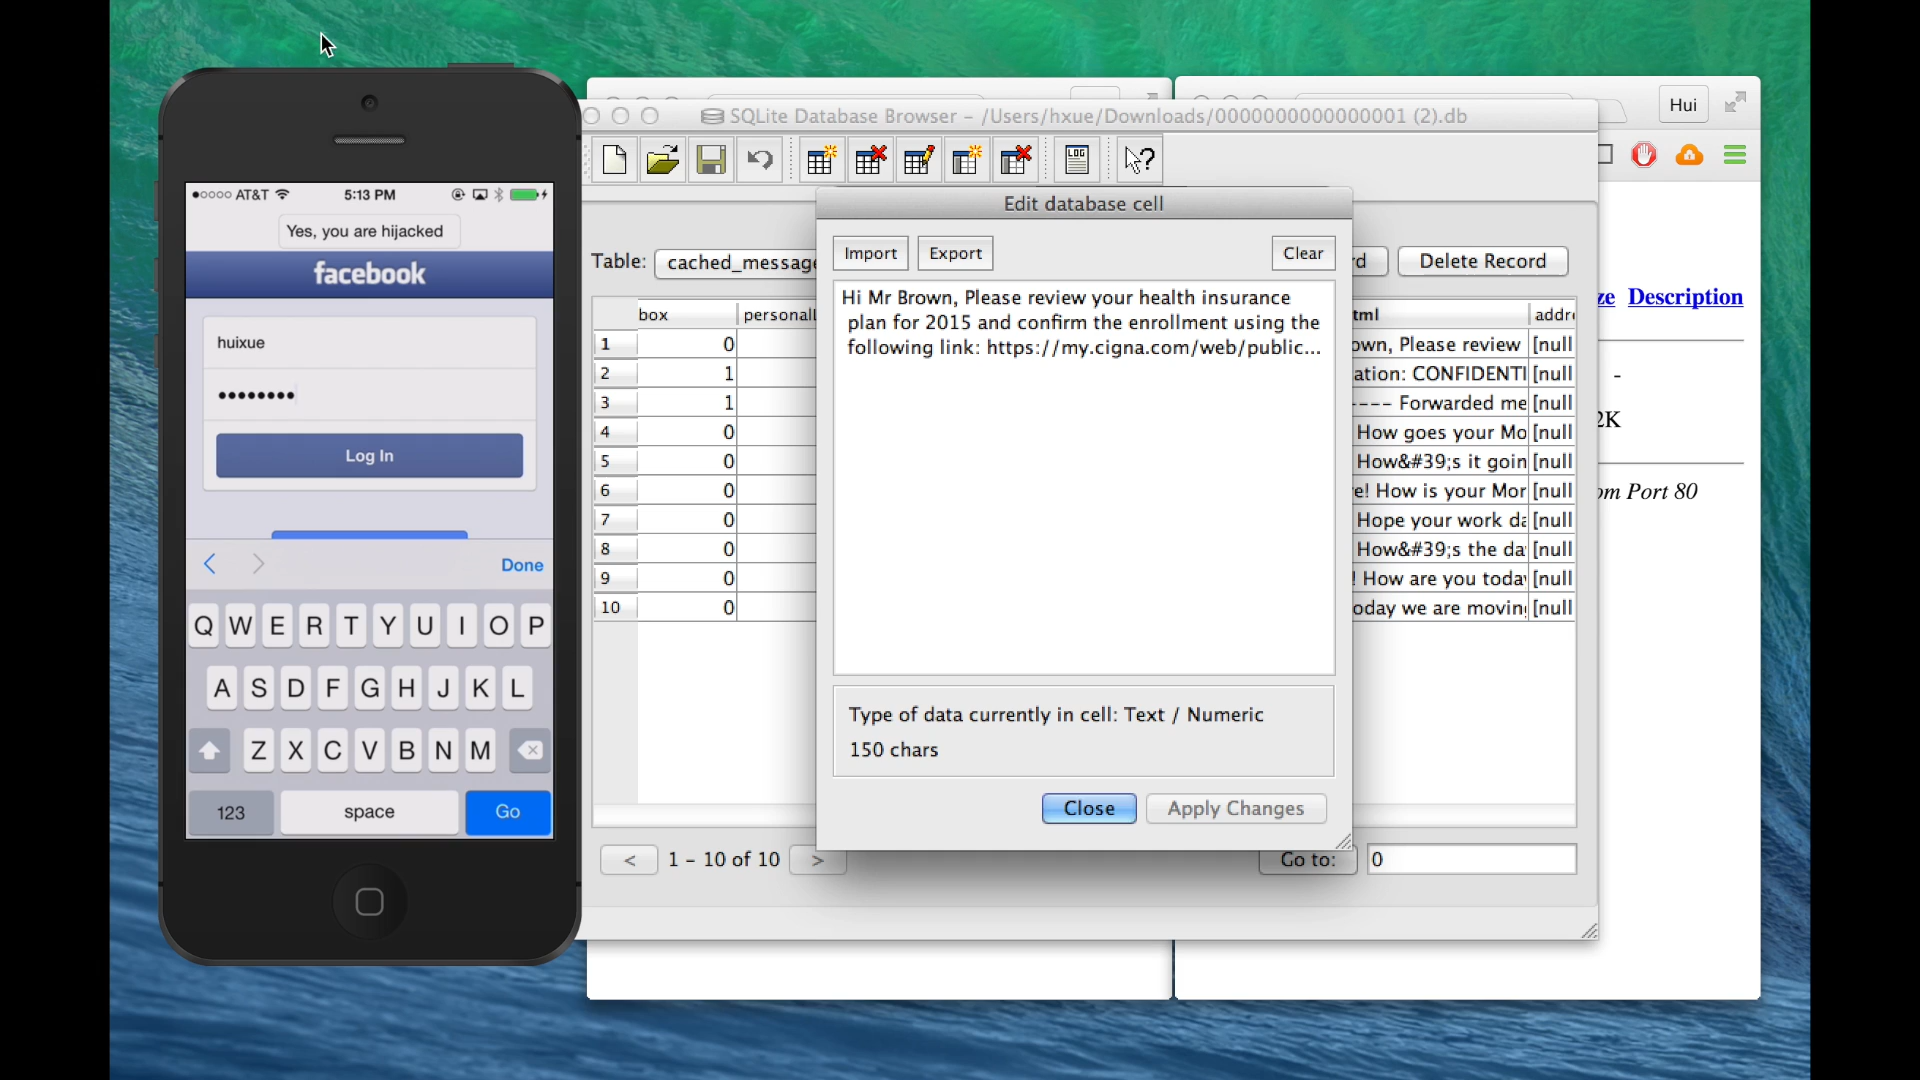 AT&T
5:13 PM
Yes, you are hijacked
facebook
huixue
••••••••
Log In
Done
Q W E R T Y U I O P
A S D F G H J K L
Z X C V B N M
123
space
Go
SQLite Database Browser - /Users/hxue/Downloads/0000000000000001 (2).db
LOG
Table:
cached_message
Delete Record
box
personal
addr
1 0
2 1
3 1
4 0
5 0
6 0
7 0
8 0
9 0
10 0
Edit database cell
Import
Export
Clear
Hi Mr Brown, Please review your health insurance
plan for 2015 and confirm the enrollment using the
following link: https://my.cigna.com/web/public...
Type of data currently in cell: Text / Numeric
150 chars
Close
Apply Changes
own, Please review [null
ation: CONFIDENTI [null
---- Forwarded me [null
How goes your Mo [null
How&#39;s it goin [null
e! How is your Mor [null
Hope your work da [null
How&#39;s the da [null
! How are you today [null
oday we are movin [null
<
1 - 10 of 10
>
Go to:
0
Hui
ze Description
-
2K
om Port 80